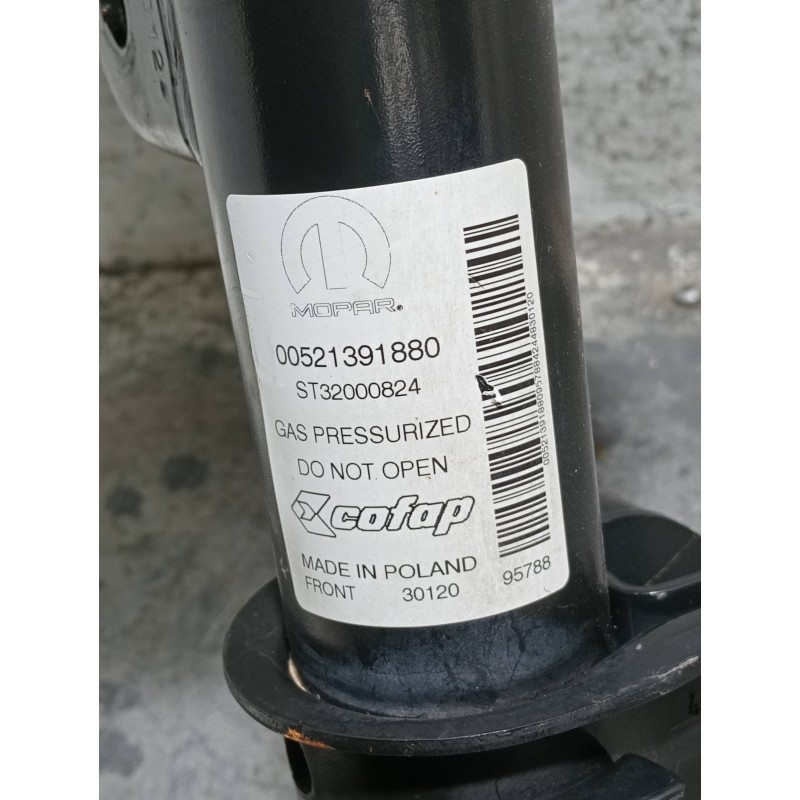 MOPAR®
00521391880
ST32000824
GAS PRESSURIZED
DO NOT OPEN
cofap
MADE IN POLAND
FRONT 30120
95788